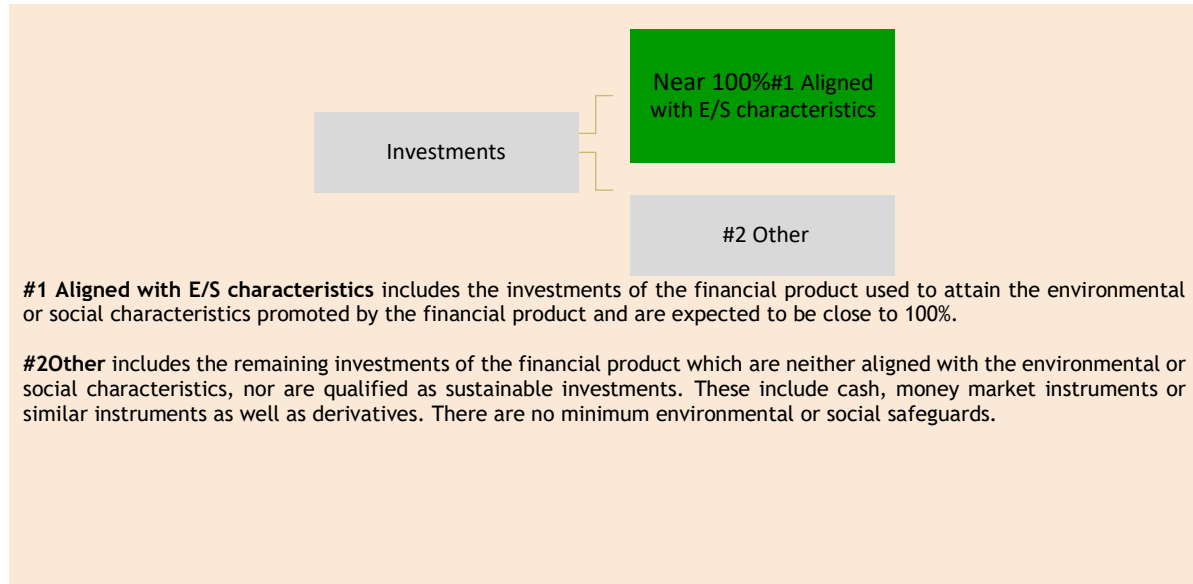 Near 100%#1 Aligned
with E/S characteristics
Investments
#2 Other
#1 Aligned with E/S characteristics includes the investments of the financial product used to attain the environmental
or social characteristics promoted by the financial product and are expected to be close to 100%.
#2Other includes the remaining investments of the financial product which are neither aligned with the environmental or
social characteristics, nor are qualified as sustainable investments. These include cash, money market instruments or
similar instruments as well as derivatives. There are no minimum environmental or social safeguards.